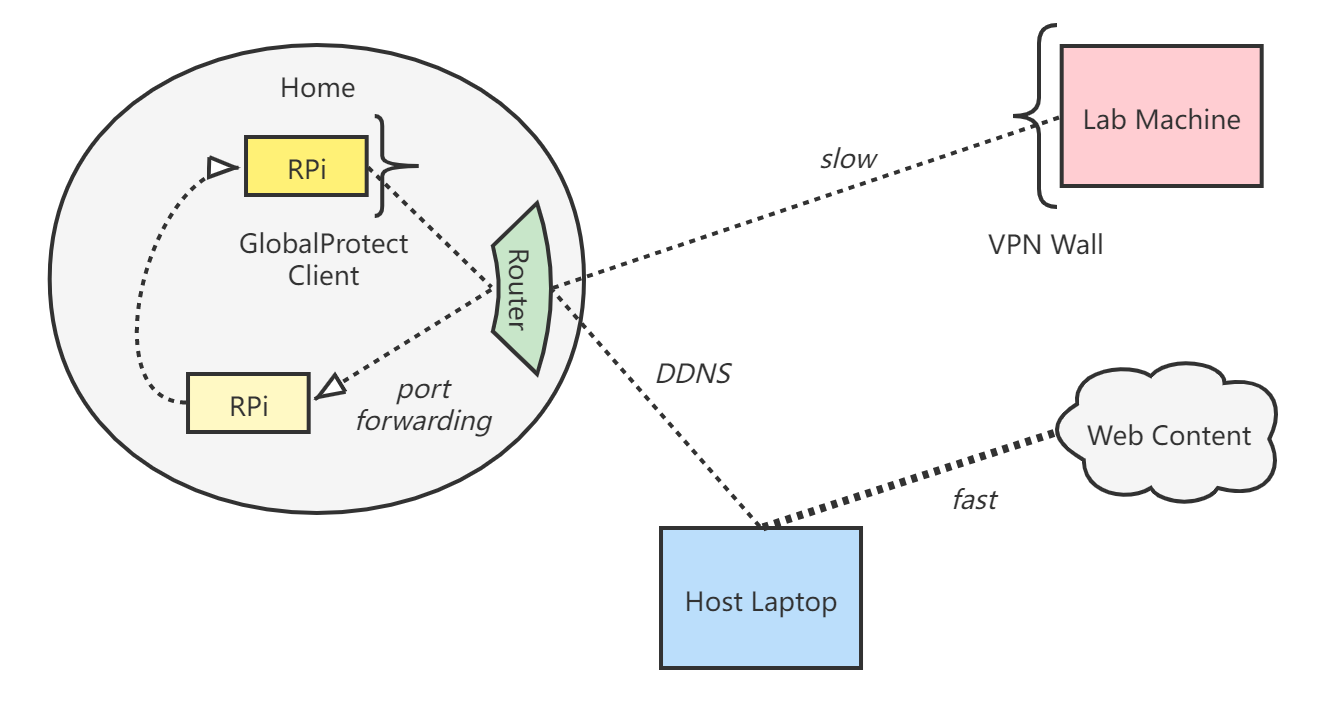 Home
RPi
GlobalProtect
Client
Router
RPi
port
forwarding
slow
Lab Machine
VPN Wall
DDNS
Web Content
fast
Host Laptop